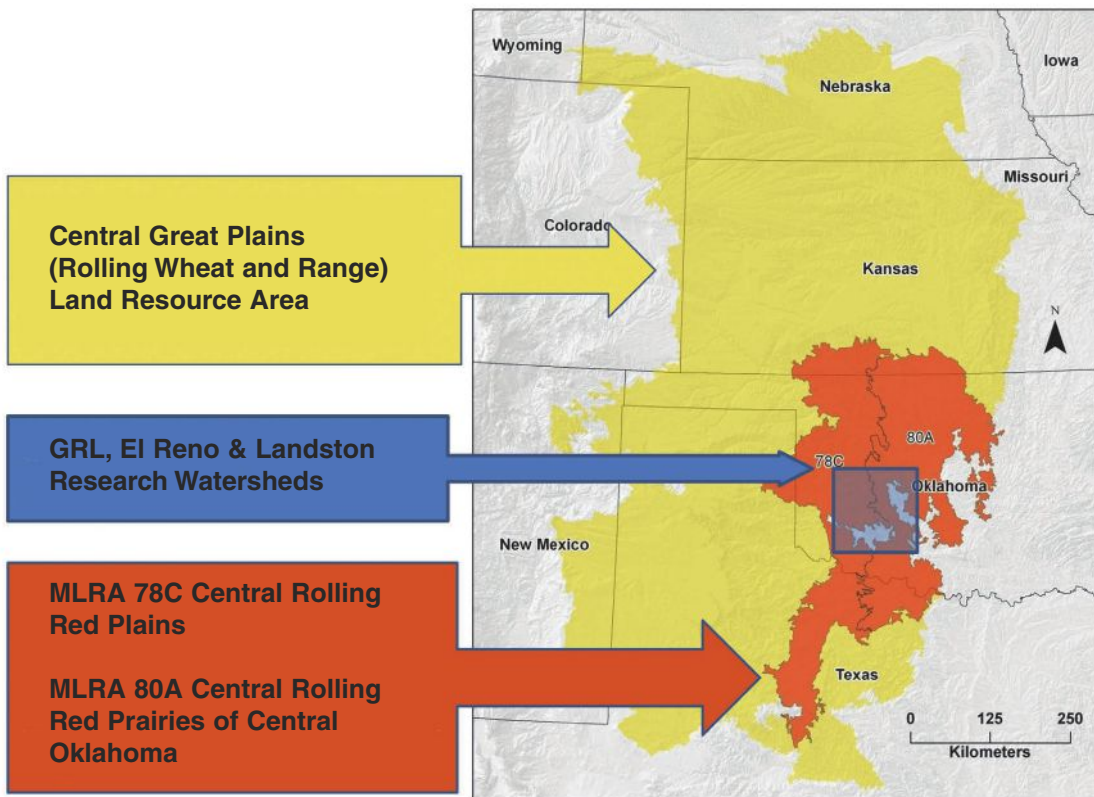 Wyoming
Iowa
Nebraska
Missouri
Central Great Plains
(Rolling Wheat and Range)
Land Resource Area
Colorado
Kansas
N
GRL, El Reno & Landston
Research Watersheds
80A
78C
Oklahoma
New Mexico
MLRA 78C Central Rolling
Red Plains
MLRA 80A Central Rolling
Red Prairies of Central
Oklahoma
Texas
0 125 250
Kilometers